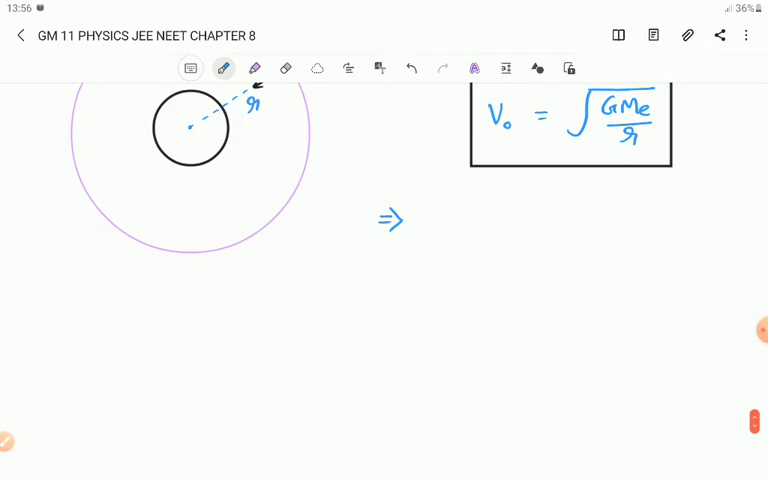 13:56 36%
GM 11 PHYSICS JEE NEET CHAPTER 8
r
V₀ = √(GMe/r)
⇒